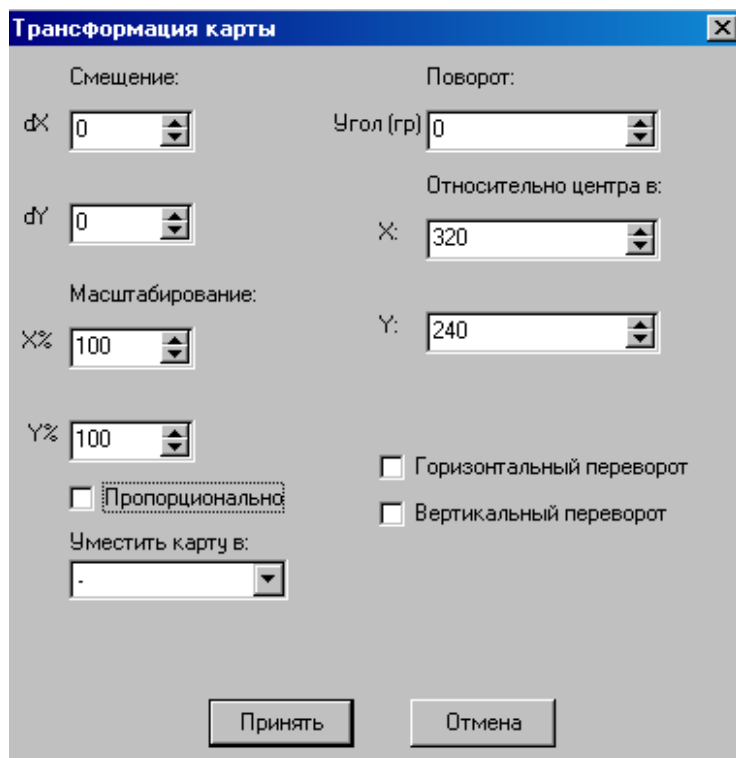 Трансформация карты
Смещение:
dX 0
dY 0
Масштабирование:
X% 100
Y% 100
Пропорционально
Уместить карту в:
-
Поворот:
Угол (гр) 0
Относительно центра в:
X: 320
Y: 240
Горизонтальный переворот
Вертикальный переворот
Принять
Отмена